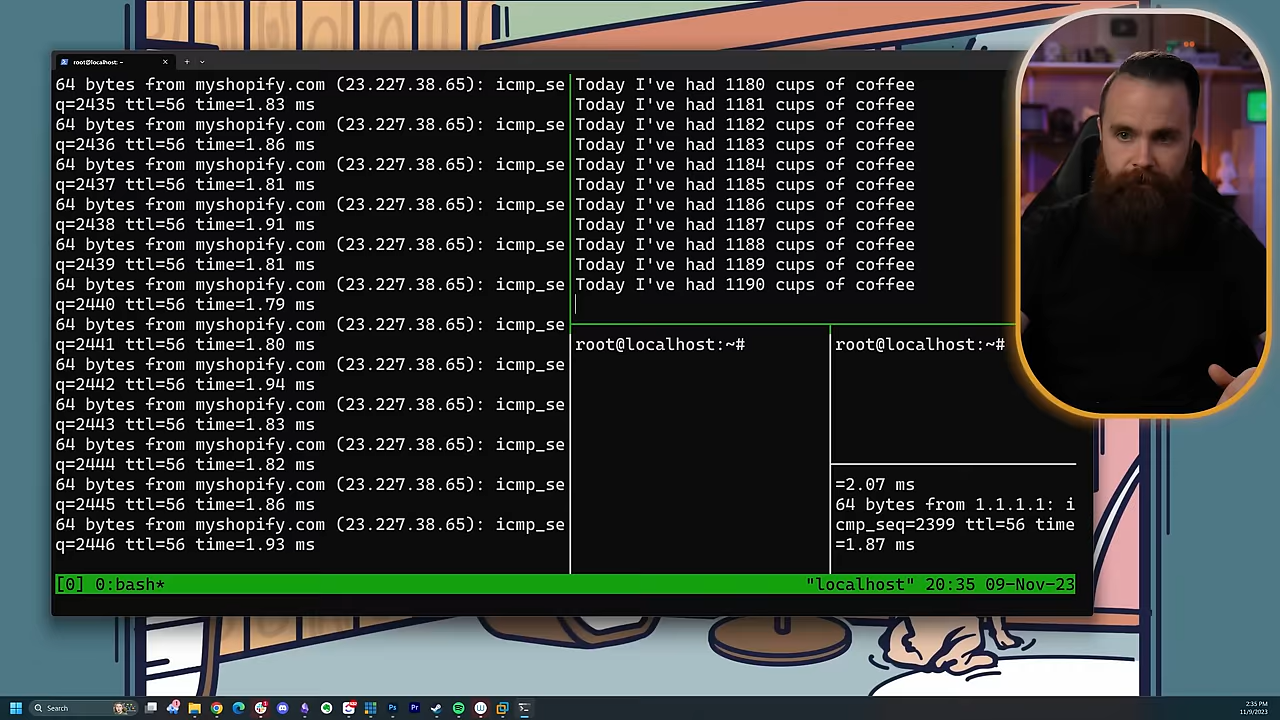 root@localhost: ~
64 bytes from myshopify.com (23.227.38.65): icmp_se
q=2435 ttl=56 time=1.83 ms
64 bytes from myshopify.com (23.227.38.65): icmp_se
q=2436 ttl=56 time=1.86 ms
64 bytes from myshopify.com (23.227.38.65): icmp_se
q=2437 ttl=56 time=1.81 ms
64 bytes from myshopify.com (23.227.38.65): icmp_se
q=2438 ttl=56 time=1.91 ms
64 bytes from myshopify.com (23.227.38.65): icmp_se
q=2439 ttl=56 time=1.81 ms
64 bytes from myshopify.com (23.227.38.65): icmp_se
q=2440 ttl=56 time=1.79 ms
64 bytes from myshopify.com (23.227.38.65): icmp_se
q=2441 ttl=56 time=1.80 ms
64 bytes from myshopify.com (23.227.38.65): icmp_se
q=2442 ttl=56 time=1.94 ms
64 bytes from myshopify.com (23.227.38.65): icmp_se
q=2443 ttl=56 time=1.83 ms
64 bytes from myshopify.com (23.227.38.65): icmp_se
q=2444 ttl=56 time=1.82 ms
64 bytes from myshopify.com (23.227.38.65): icmp_se
q=2445 ttl=56 time=1.86 ms
64 bytes from myshopify.com (23.227.38.65): icmp_se
q=2446 ttl=56 time=1.93 ms
Today I've had 1180 cups of coffee
Today I've had 1181 cups of coffee
Today I've had 1182 cups of coffee
Today I've had 1183 cups of coffee
Today I've had 1184 cups of coffee
Today I've had 1185 cups of coffee
Today I've had 1186 cups of coffee
Today I've had 1187 cups of coffee
Today I've had 1188 cups of coffee
Today I've had 1189 cups of coffee
Today I've had 1190 cups of coffee
root@localhost:~#
root@localhost:~#
=2.07 ms
64 bytes from 1.1.1.1: i
cmp_seq=2399 ttl=56 time
=1.87 ms
[0] 0:bash*
"localhost" 20:35 09-Nov-23
Search
2:35 PM
11/9/2023